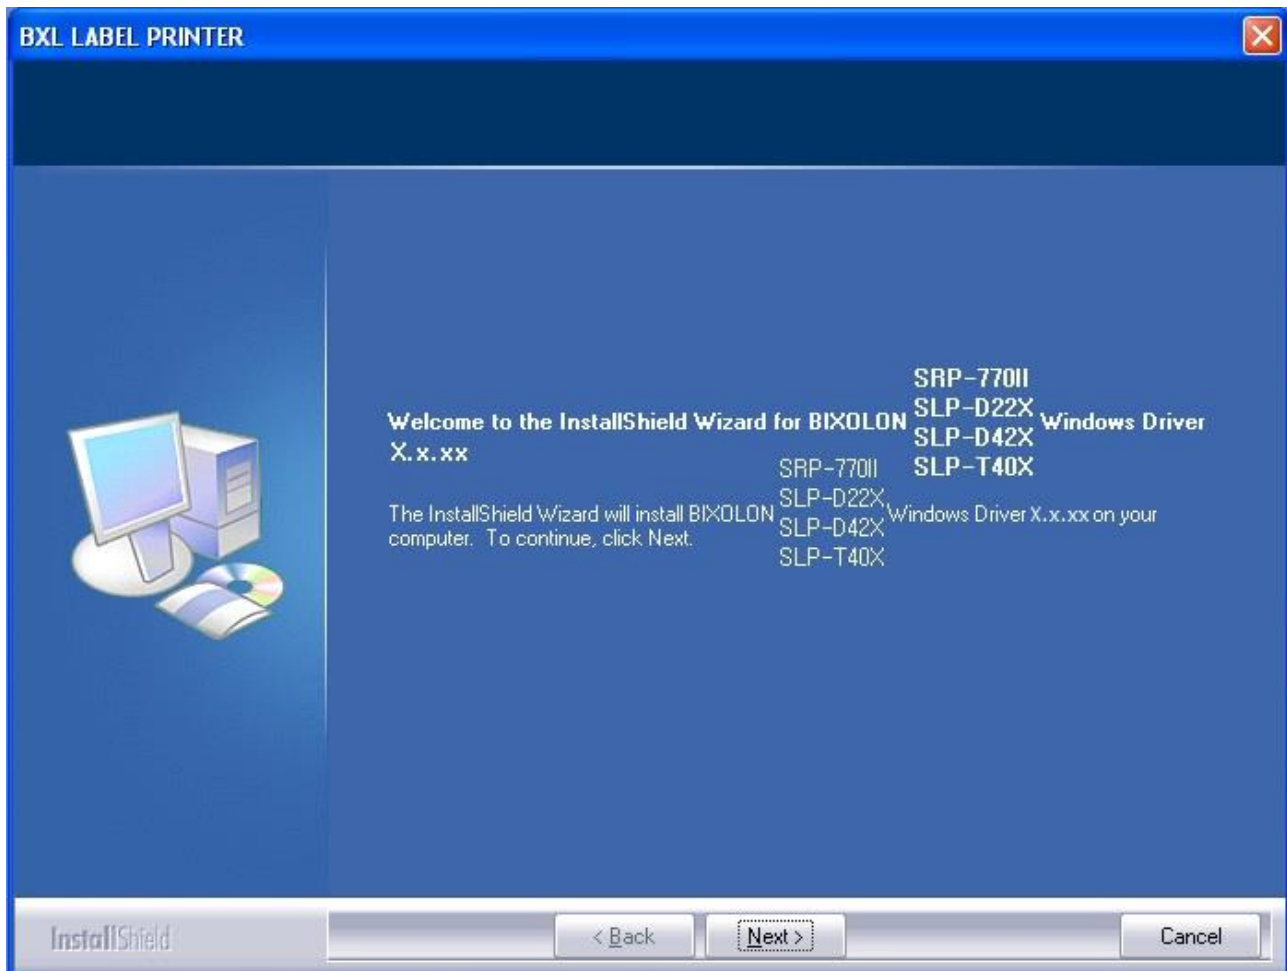 BXL LABEL PRINTER
SRP-770II
SLP-D22X
SLP-D42X
SLP-T40X
Welcome to the InstallShield Wizard for BIXOLON Windows Driver
X.x.xx
SRP-770II
SLP-D22X
SLP-D42X
SLP-T40X
The InstallShield Wizard will install BIXOLON Windows Driver X.x.xx on your
computer. To continue, click Next.
InstallShield
< Back
Next >
Cancel